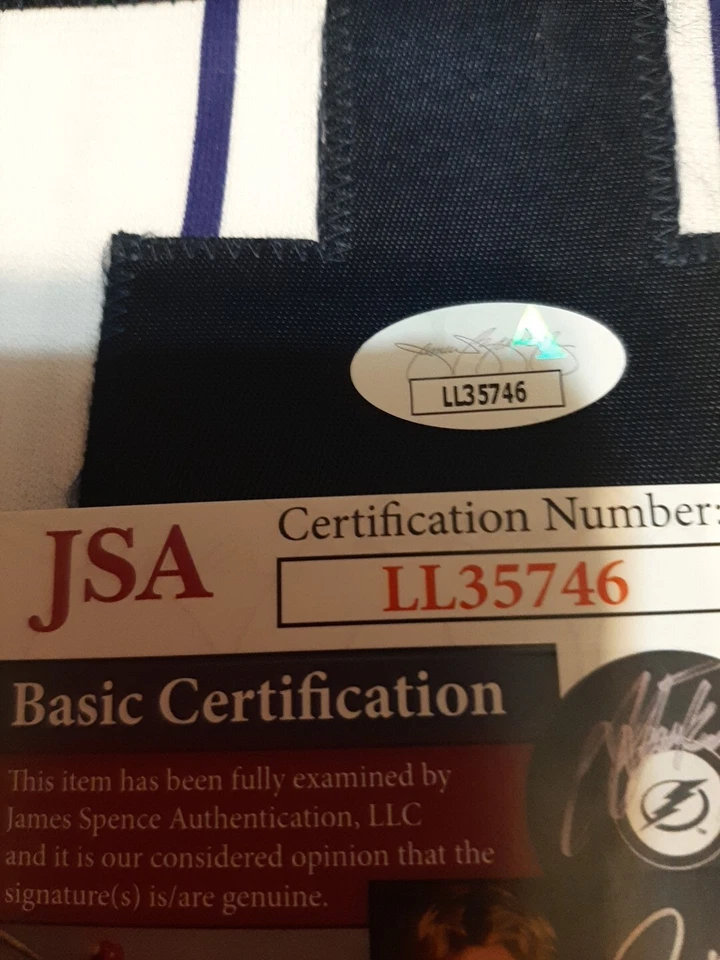 LL35746
Certification Number:
JSA
LL35746
Basic Certification
This item has been fully examined by
James Spence Authentication, LLC
and it is our considered opinion that the
signature(s) is/are genuine.